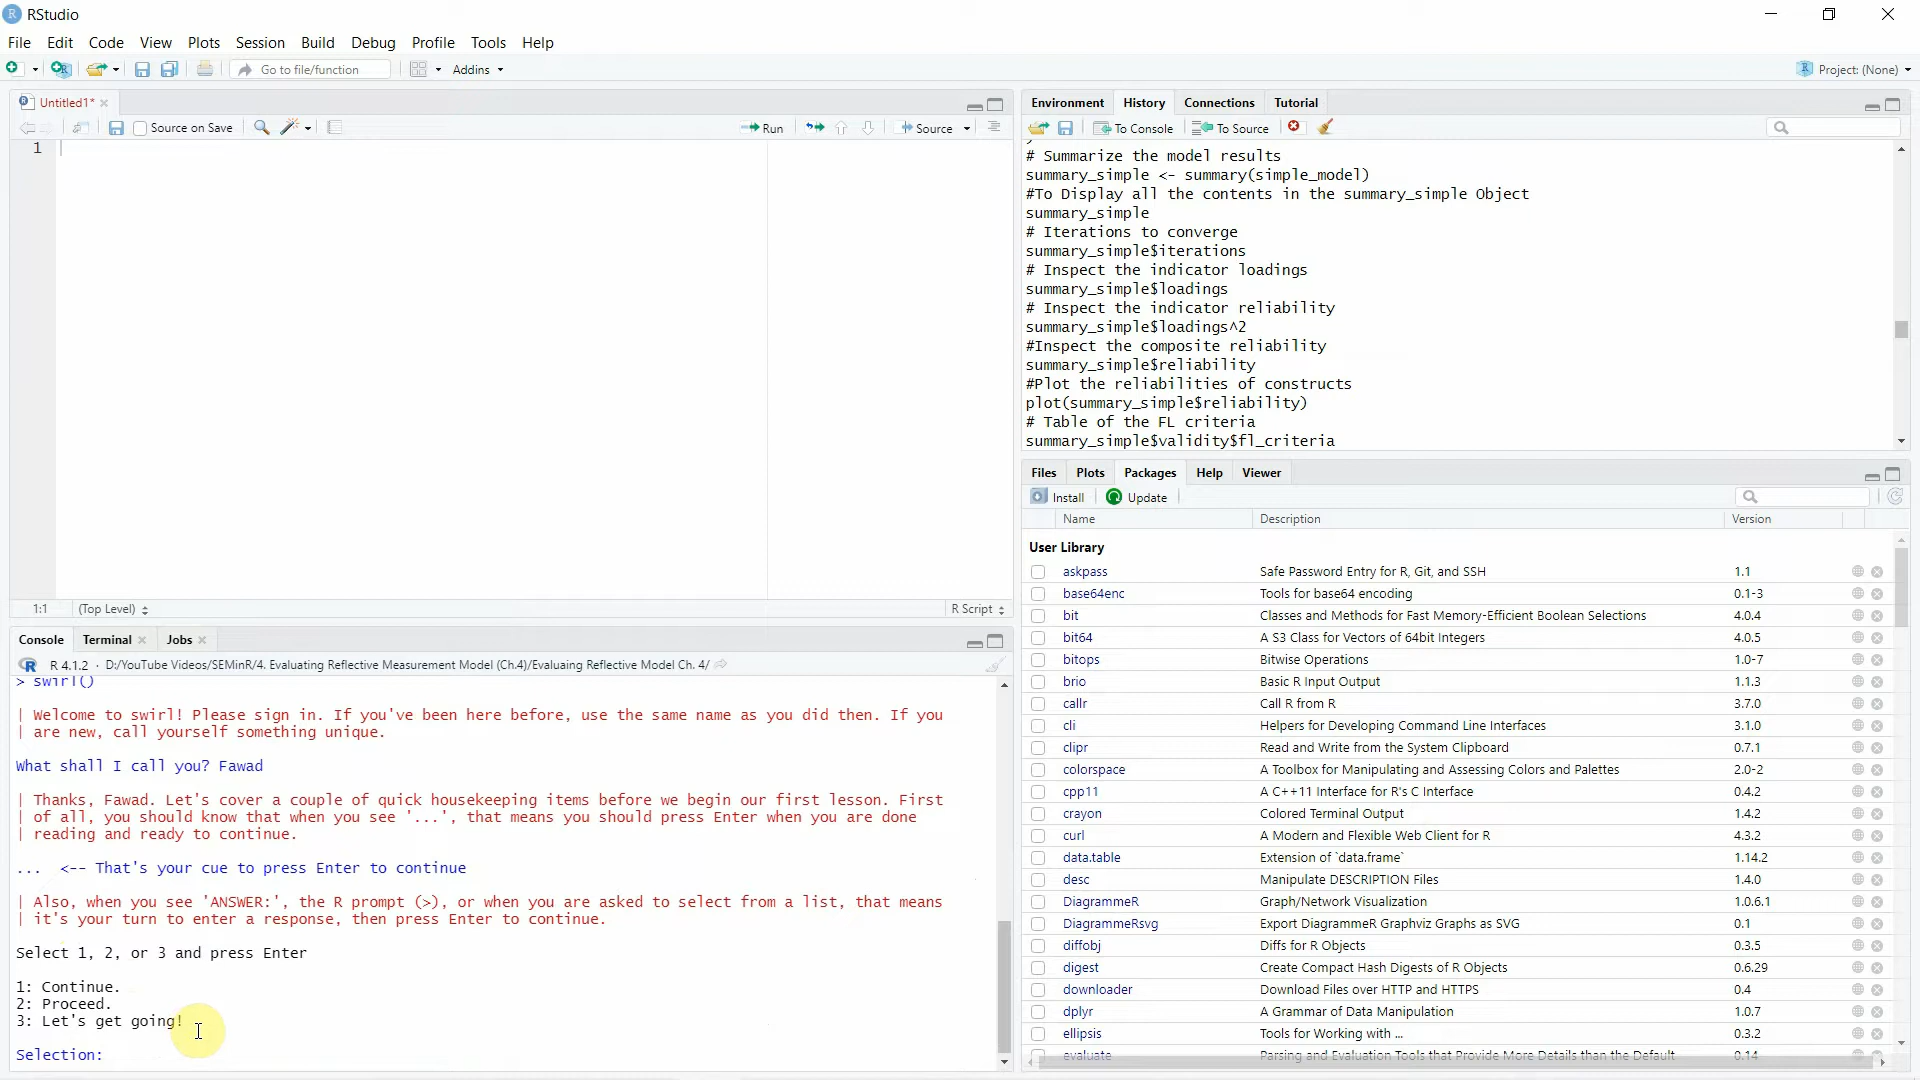 RStudio
File Edit Code View Plots Session Build Debug Profile Tools Help
Go to file/function Addins Project: (None)
Untitled1*
Source on Save Run Source
1
1:1 (Top Level) R Script
Console Terminal Jobs
R 4.1.2 · D:/YouTube Videos/SEMinR/4. Evaluating Reflective Measurement Model (Ch.4)/Evaluaing Reflective Model Ch. 4/
> swirl()
| Welcome to swirl! Please sign in. If you've been here before, use the same name as you did then. If you
| are new, call yourself something unique.
What shall I call you? Fawad
| Thanks, Fawad. Let's cover a couple of quick housekeeping items before we begin our first lesson. First
| of all, you should know that when you see '...', that means you should press Enter when you are done
| reading and ready to continue.
... <-- That's your cue to press Enter to continue
| Also, when you see 'ANSWER:', the R prompt (>), or when you are asked to select from a list, that means
| it's your turn to enter a response, then press Enter to continue.
Select 1, 2, or 3 and press Enter
1: Continue.
2: Proceed.
3: Let's get going!
Selection:
Environment History Connections Tutorial
To Console To Source
# Summarize the model results
summary_simple <- summary(simple_model)
#To Display all the contents in the summary_simple Object
summary_simple
# Iterations to converge
summary_simple$iterations
# Inspect the indicator loadings
summary_simple$loadings
# Inspect the indicator reliability
summary_simple$loadings^2
#Inspect the composite reliability
summary_simple$reliability
#Plot the reliabilities of constructs
plot(summary_simple$reliability)
# Table of the FL criteria
summary_simple$validity$fl_criteria
Files Plots Packages Help Viewer
Install Update
Name Description Version
User Library
askpass Safe Password Entry for R, Git, and SSH 1.1
base64enc Tools for base64 encoding 0.1-3
bit Classes and Methods for Fast Memory-Efficient Boolean Selections 4.0.4
bit64 A S3 Class for Vectors of 64bit Integers 4.0.5
bitops Bitwise Operations 1.0-7
brio Basic R Input Output 1.1.3
callr Call R from R 3.7.0
cli Helpers for Developing Command Line Interfaces 3.1.0
clipr Read and Write from the System Clipboard 0.7.1
colorspace A Toolbox for Manipulating and Assessing Colors and Palettes 2.0-2
cpp11 A C++11 Interface for R's C Interface 0.4.2
crayon Colored Terminal Output 1.4.2
curl A Modern and Flexible Web Client for R 4.3.2
data.table Extension of `data.frame` 1.14.2
desc Manipulate DESCRIPTION Files 1.4.0
DiagrammeR Graph/Network Visualization 1.0.6.1
DiagrammeRsvg Export DiagrammeR Graphviz Graphs as SVG 0.1
diffobj Diffs for R Objects 0.3.5
digest Create Compact Hash Digests of R Objects 0.6.29
downloader Download Files over HTTP and HTTPS 0.4
dplyr A Grammar of Data Manipulation 1.0.7
ellipsis Tools for Working with ... 0.3.2
evaluate Parsing and Evaluation Tools that Provide More Details than the Default 0.14